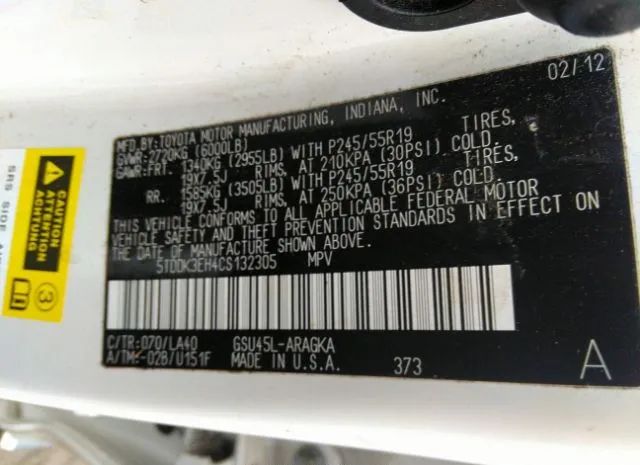 02/12
MFD.BY:TOYOTA MOTOR MANUFACTURING, INDIANA, INC.
GVWR:2720KG (6000LB)
GAWR:FRT. 1340KG (2955LB) WITH P245/55R19 TIRES,
19X7.5J RIMS, AT 210KPA (30PSI) COLD.
RR. 1585KG (3505LB) WITH P245/55R19 TIRES,
19X7.5J RIMS, AT 250KPA (36PSI) COLD.
THIS VEHICLE CONFORMS TO ALL APPLICABLE FEDERAL MOTOR
VEHICLE SAFETY AND THEFT PREVENTION STANDARDS IN EFFECT ON
THE DATE OF MANUFACTURE SHOWN ABOVE.
5TDDK3EH4CS132305 MPV
C/TR:070/LA40 GSU45L-ARAGKA
A/TM:-02B/U151F MADE IN U.S.A. 373 A
CAUTION
ATTENTION
ACHTUNG
3
SRS SIDE